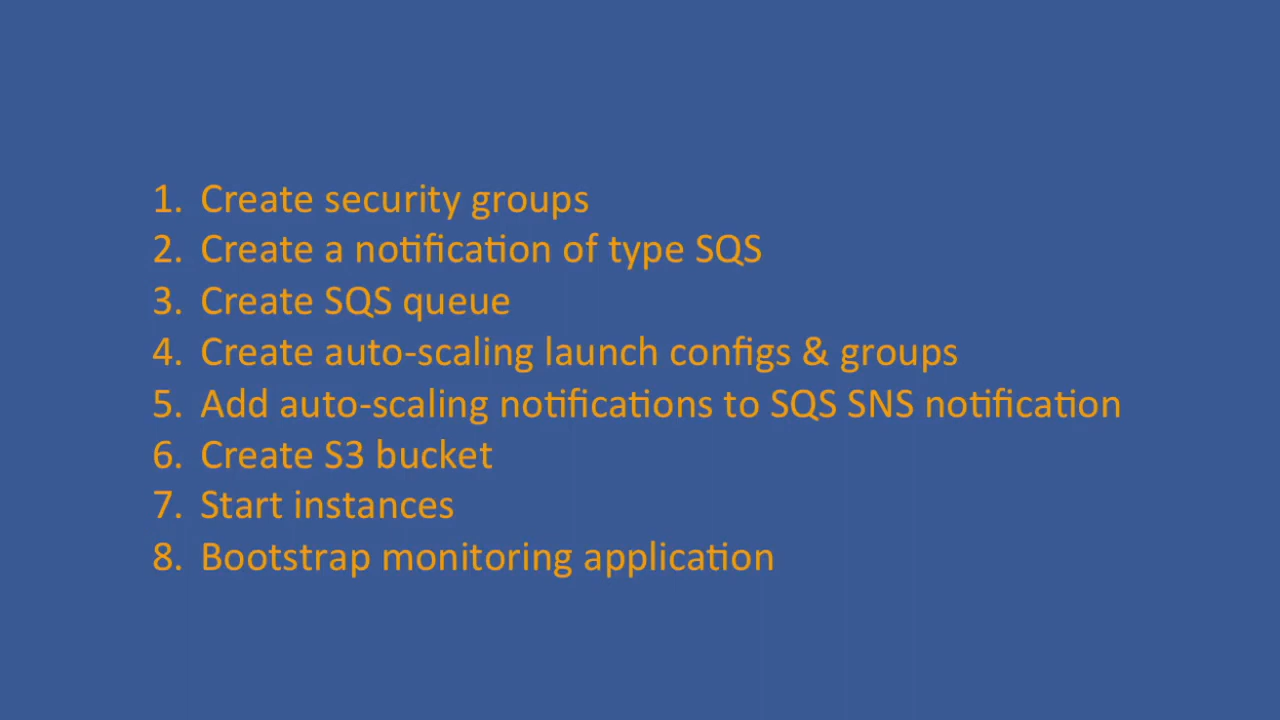 1. Create security groups
2. Create a notification of type SQS
3. Create SQS queue
4. Create auto-scaling launch configs & groups
5. Add auto-scaling notifications to SQS SNS notification
6. Create S3 bucket
7. Start instances
8. Bootstrap monitoring application